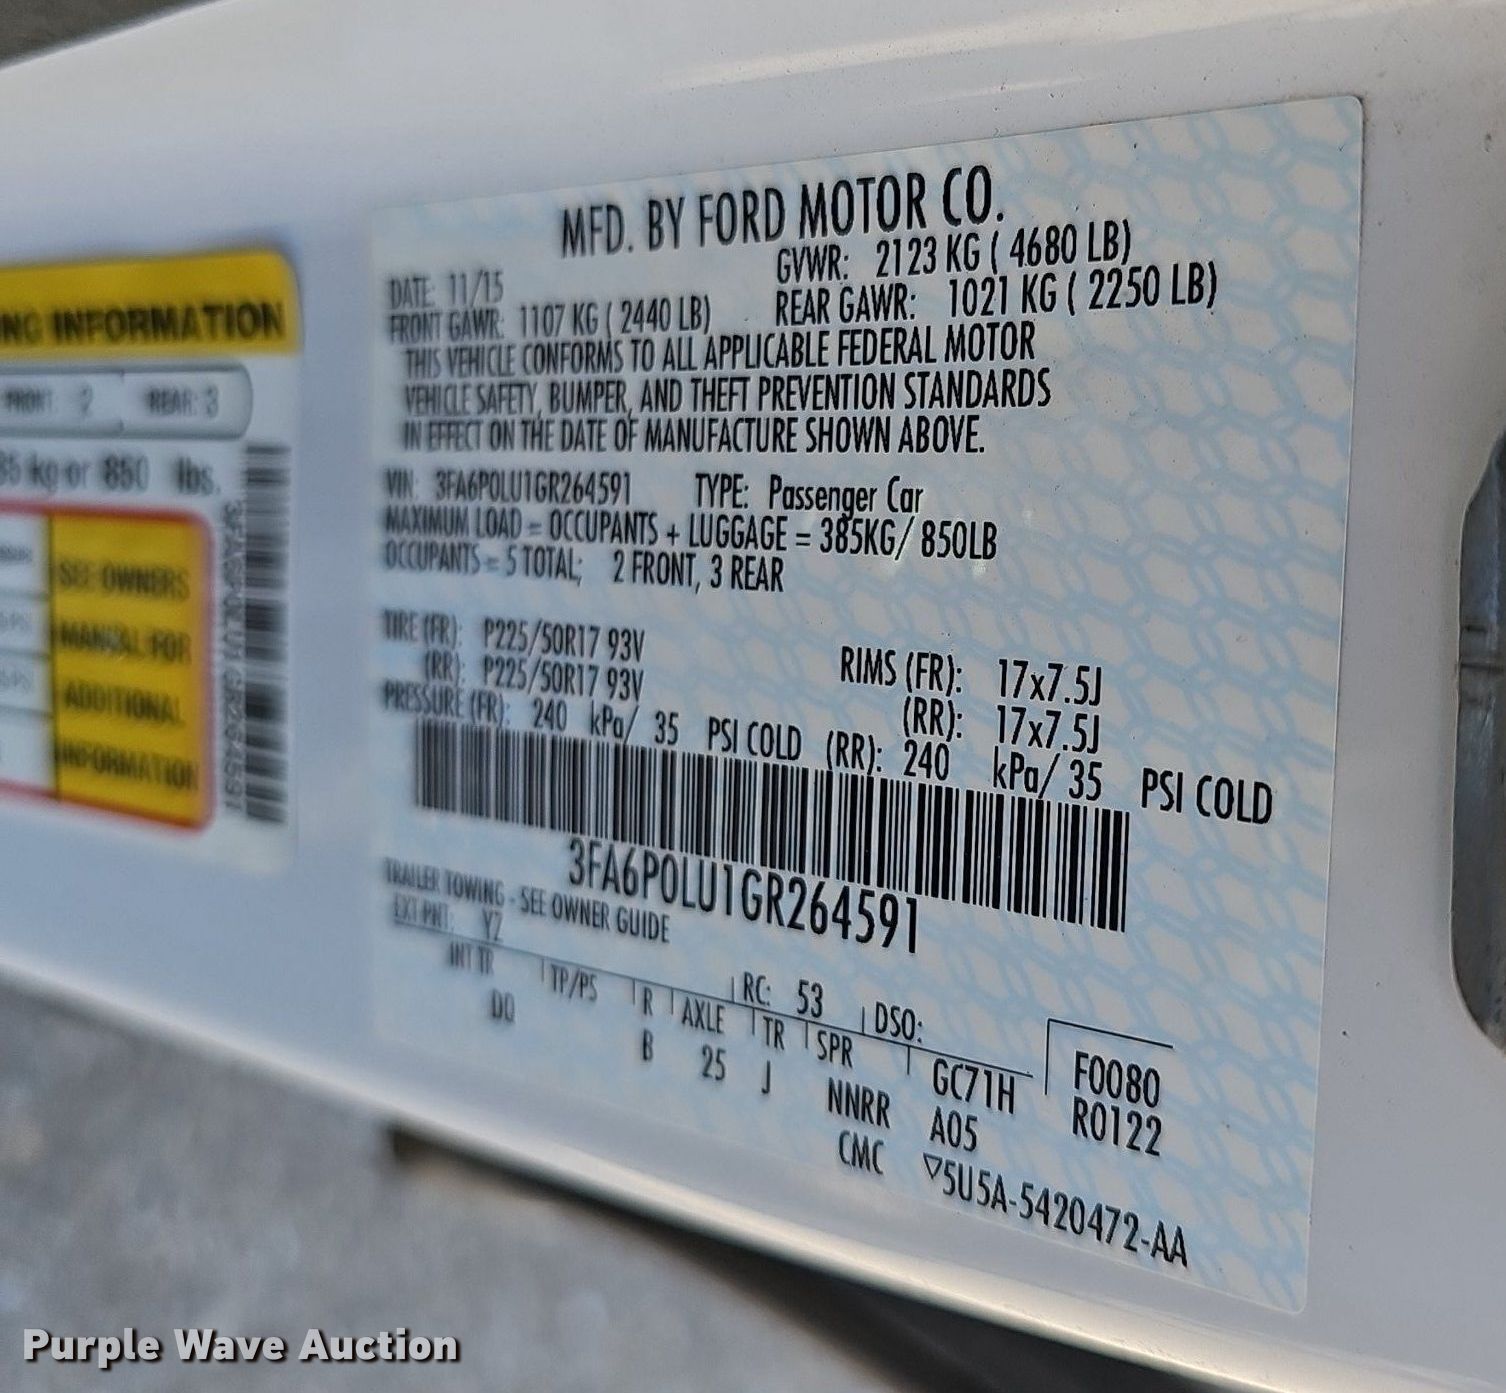 MFD. BY FORD MOTOR CO.
DATE: 11/15 GVWR: 2123 KG ( 4680 LB)
FRONT GAWR: 1107 KG ( 2440 LB) REAR GAWR: 1021 KG ( 2250 LB)
THIS VEHICLE CONFORMS TO ALL APPLICABLE FEDERAL MOTOR
VEHICLE SAFETY, BUMPER, AND THEFT PREVENTION STANDARDS
IN EFFECT ON THE DATE OF MANUFACTURE SHOWN ABOVE.
VIN: 3FA6P0LU1GR264591 TYPE: Passenger Car
MAXIMUM LOAD = OCCUPANTS + LUGGAGE = 385KG/ 850LB
OCCUPANTS = 5 TOTAL; 2 FRONT, 3 REAR
TIRE(FR): P225/50R17 93V RIMS (FR): 17x7.5J
(RR): P225/50R17 93V (RR): 17x7.5J
PRESSURE (FR): 240 kPa/ 35 PSI COLD (RR): 240 kPa/ 35 PSI COLD
3FA6P0LU1GR264591
TRAILER TOWING - SEE OWNER GUIDE
EXT PNT: YZ RC: 53 DSO:
INT TR TP/PS R AXLE TR SPR GC71H F0080
DO B 25 J NNRR A05 R0122
CMC ▽5U5A-5420472-AA
INFORMATION
FRONT: 2 REAR: 3
85 kg or 850 lbs.
SEE OWNERS
MANUAL FOR
ADDITIONAL
INFORMATION
3FA6P0LU1GR264591
Purple Wave Auction